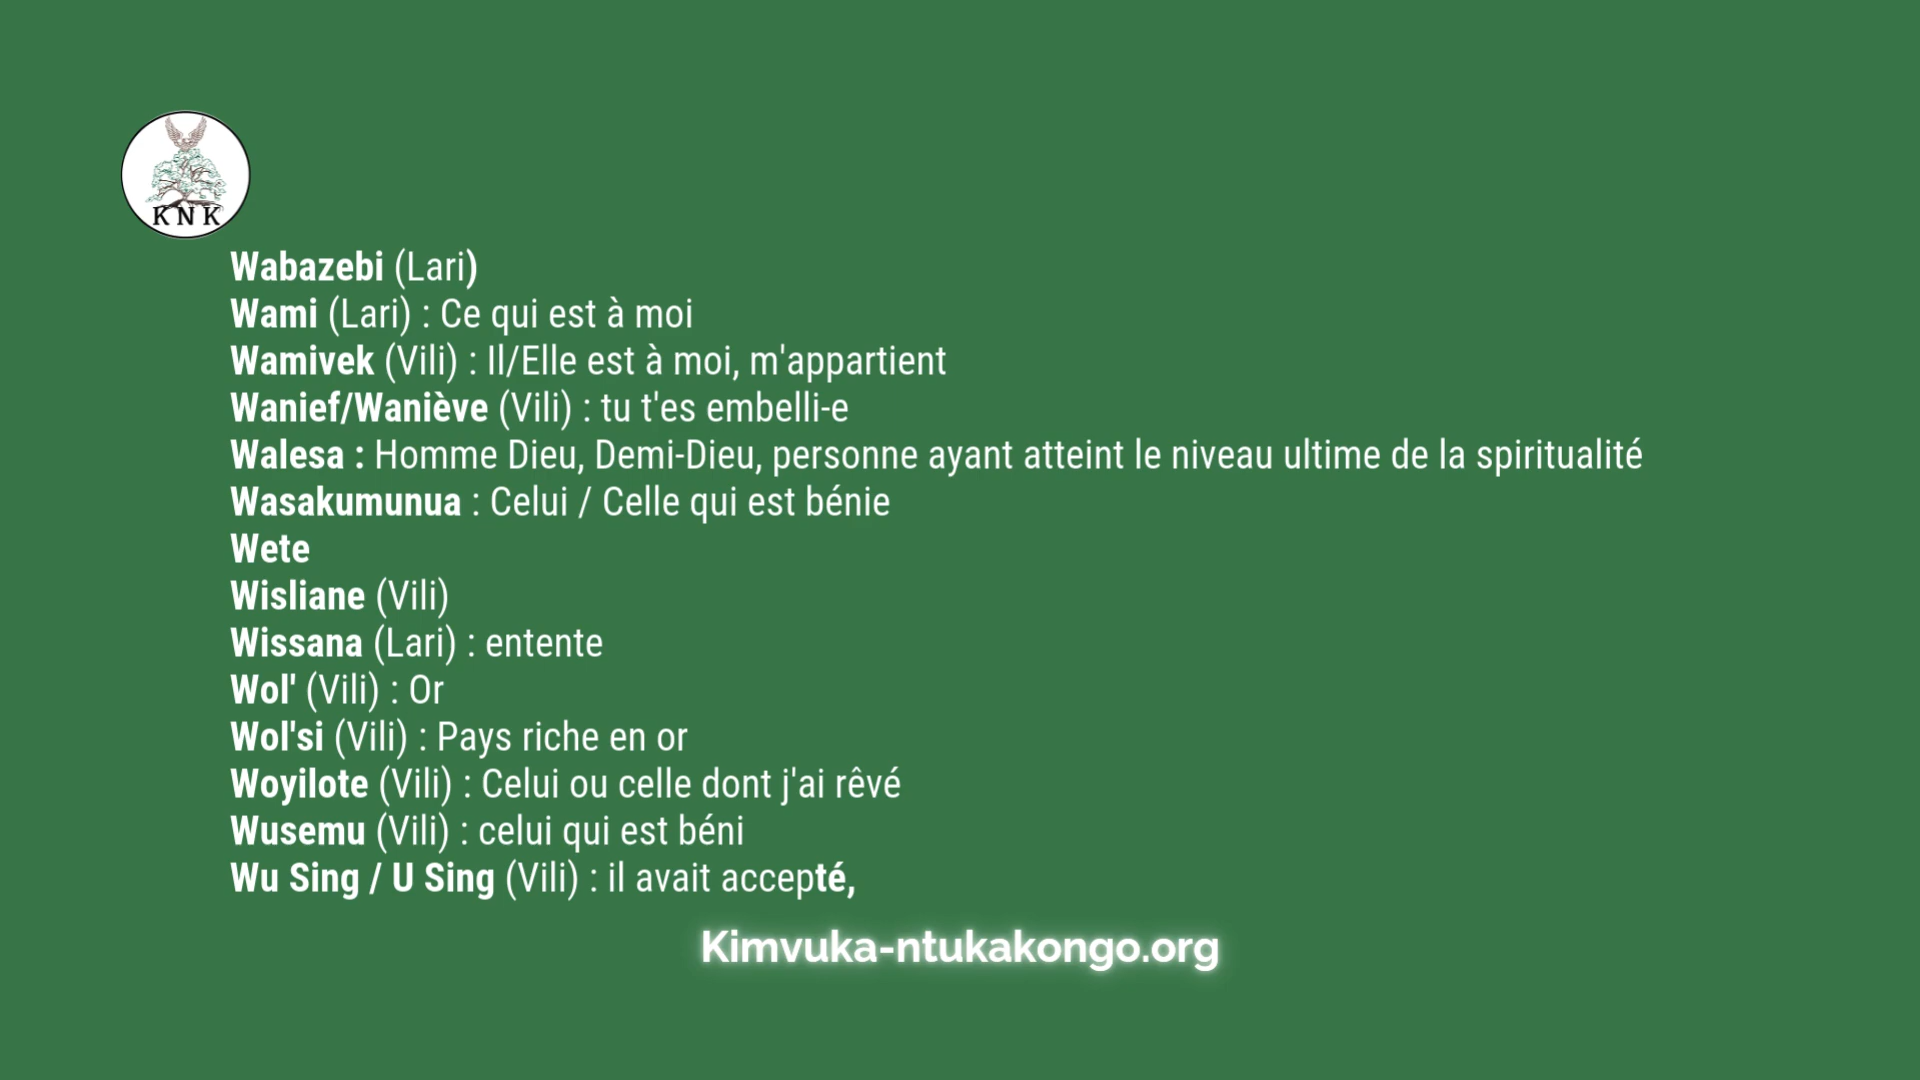 K N K
Wabazebi (Lari)
Wami (Lari) : Ce qui est à moi
Wamivek (Vili) : Il/Elle est à moi, m'appartient
Wanief/Waniève (Vili) : tu t'es embelli-e
Walesa : Homme Dieu, Demi-Dieu, personne ayant atteint le niveau ultime de la spiritualité
Wasakumunua : Celui / Celle qui est bénie
Wete
Wisliane (Vili)
Wissana (Lari) : entente
Wol' (Vili) : Or
Wol'si (Vili) : Pays riche en or
Woyilote (Vili) : Celui ou celle dont j'ai rêvé
Wusemu (Vili) : celui qui est béni
Wu Sing / U Sing (Vili) : il avait accepté,
Kimvuka-ntukakongo.org